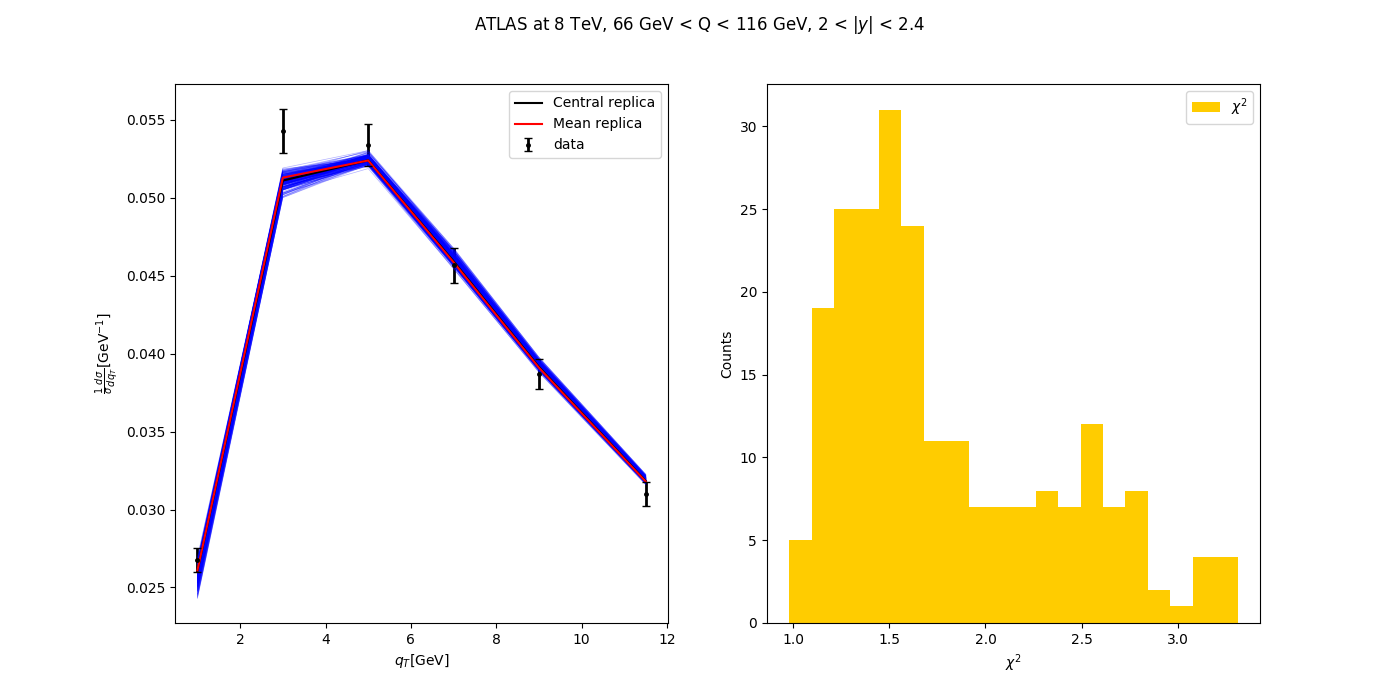 ATLAS at 8 TeV, 66 GeV < Q < 116 GeV, 2 < |y| < 2.4
Central replica
Mean replica
data
0.055
0.050
0.045
0.040
0.035
0.030
0.025
1/σ dσ/dq_T [GeV⁻¹]
2 4 6 8 10 12
q_T[GeV]
χ²
30
25
20
15
10
5
0
Counts
1.0 1.5 2.0 2.5 3.0
χ²